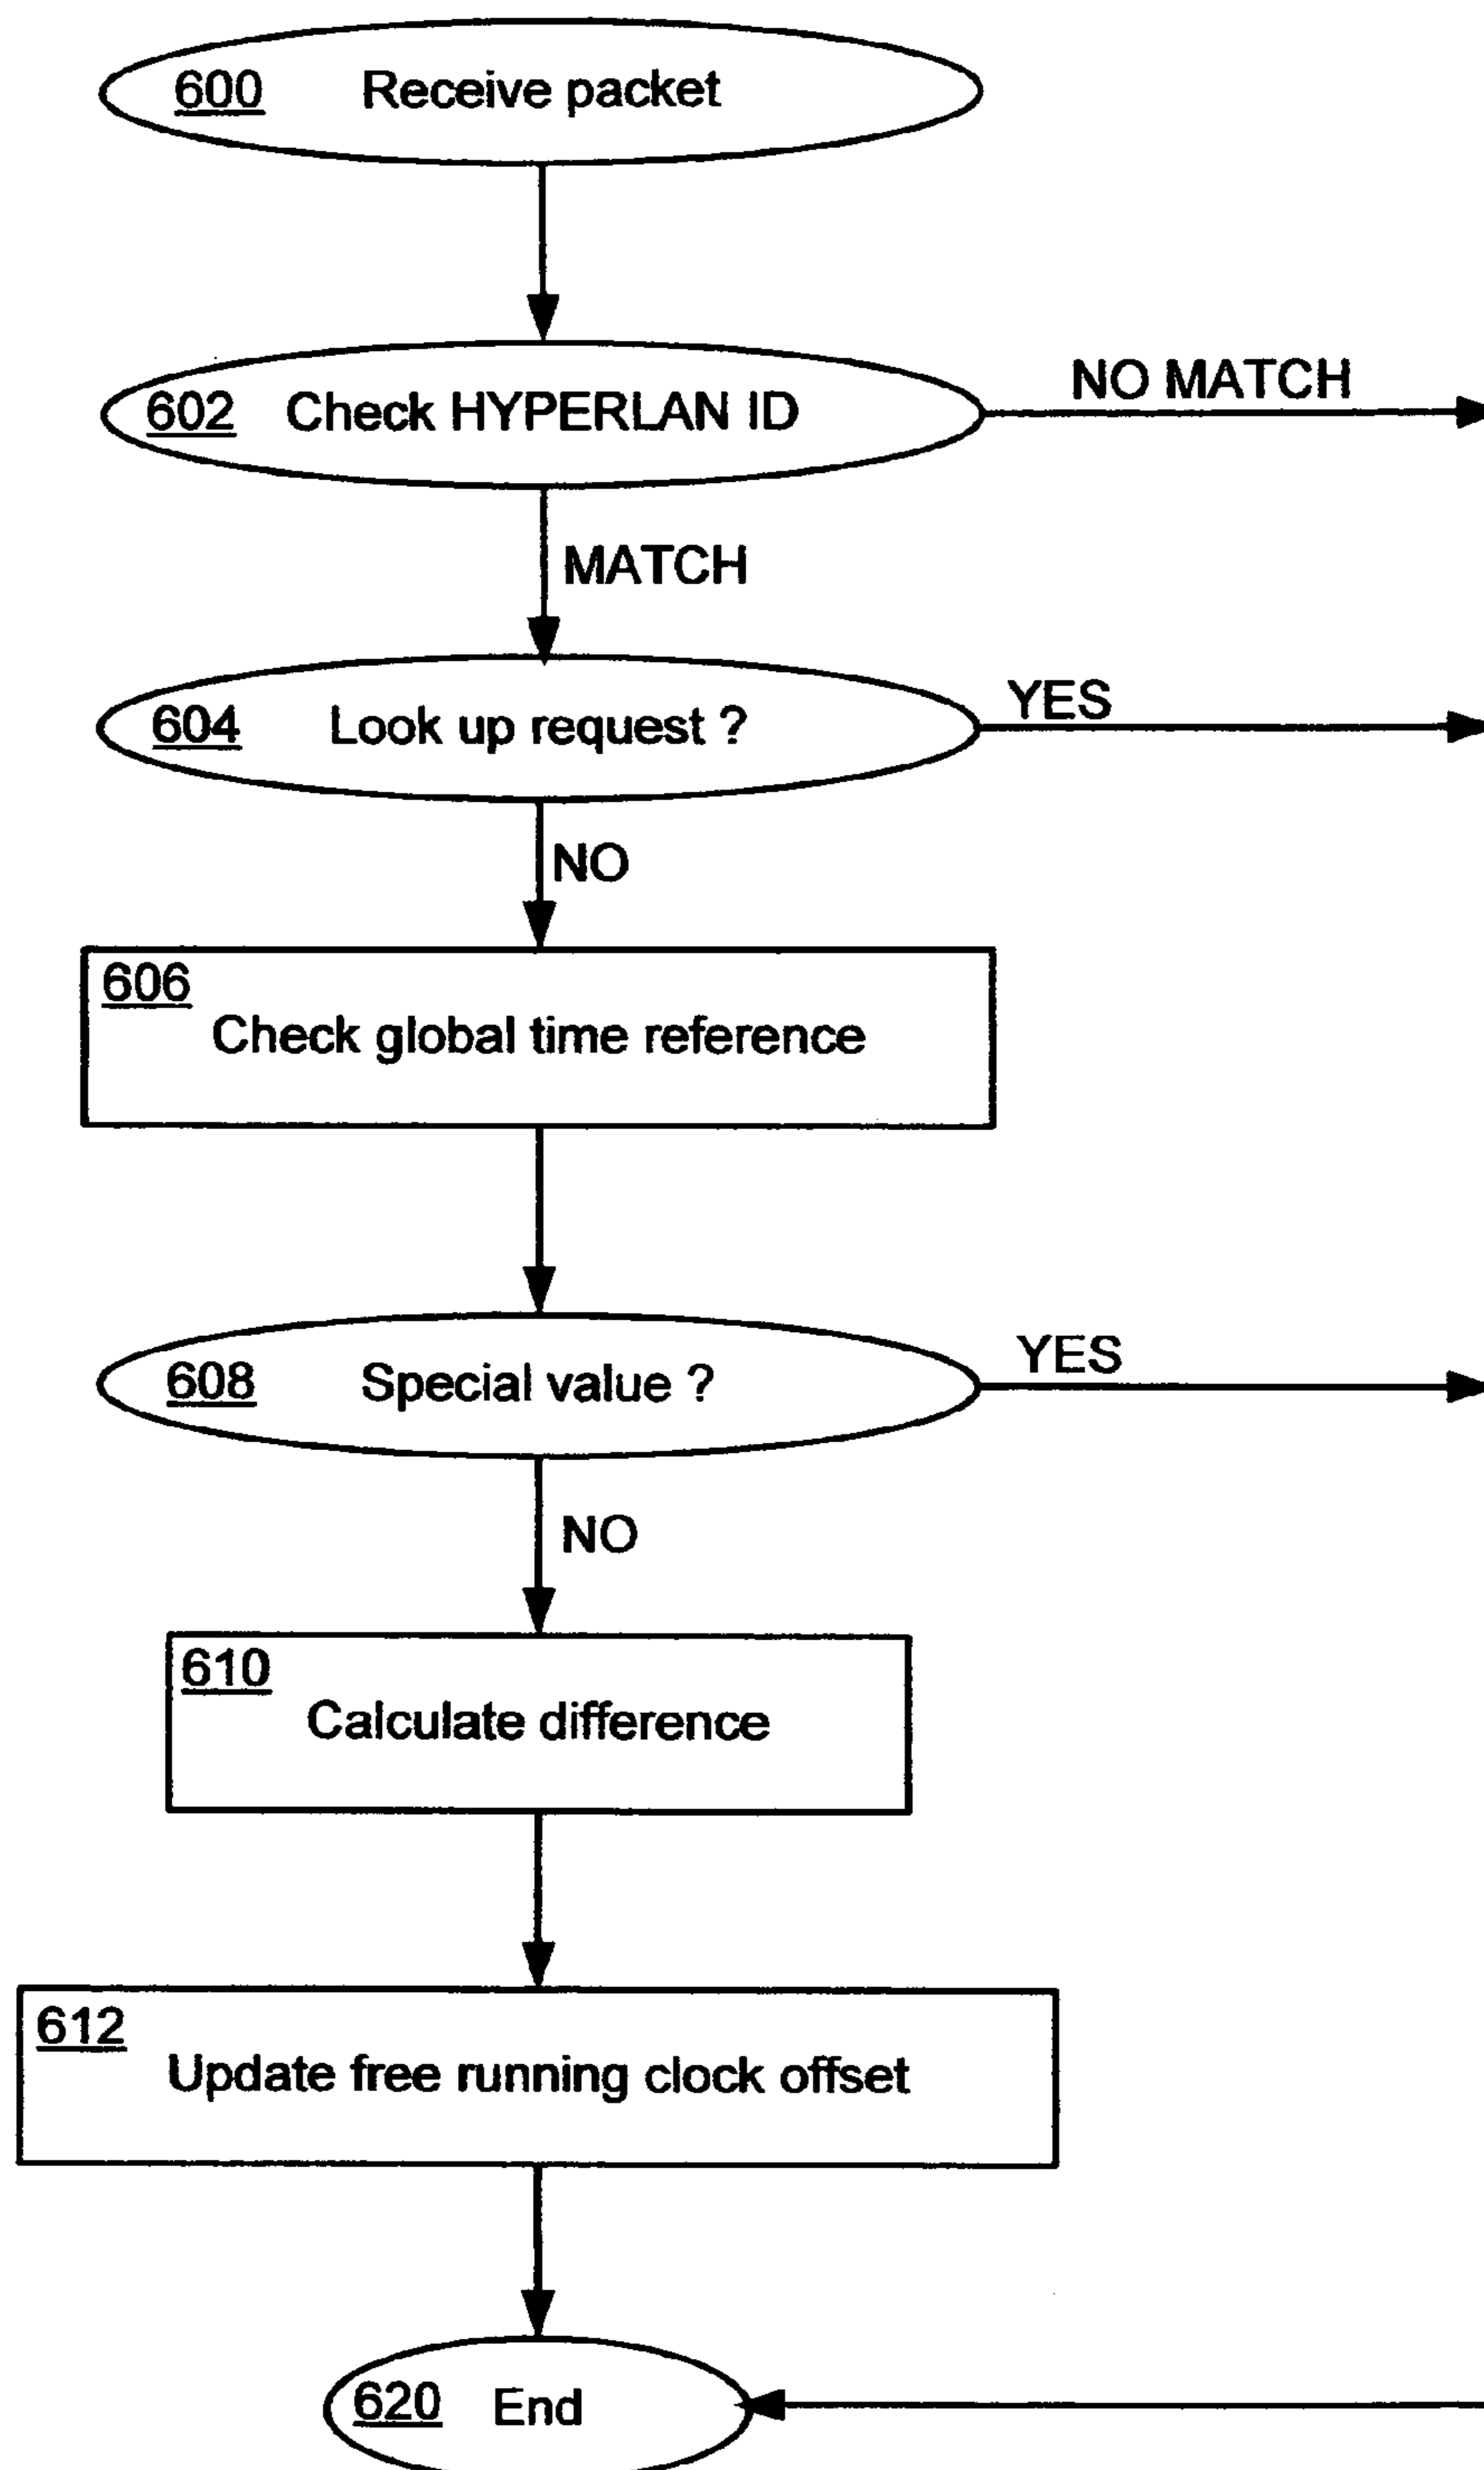 600 Receive packet
602 Check HYPERLAN ID
NO MATCH
MATCH
604 Look up request ?
YES
NO
606
Check global time reference
608 Special value ?
YES
NO
610
Calculate difference
612
Update free running clock offset
620 End